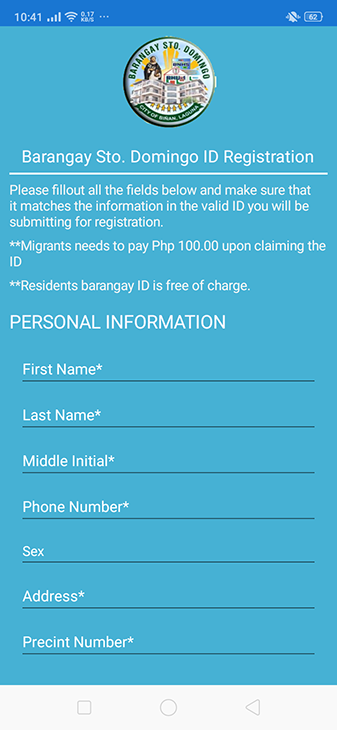 10:41 0.17 KB/S ... 62
BARANGAY STO. DOMINGO
CITY OF BIÑAN, LAGUNA
Barangay Sto. Domingo ID Registration
Please fillout all the fields below and make sure that
it matches the information in the valid ID you will be
submitting for registration.
**Migrants needs to pay Php 100.00 upon claiming the
ID
**Residents barangay ID is free of charge.
PERSONAL INFORMATION
First Name*
Last Name*
Middle Initial*
Phone Number*
Sex
Address*
Precint Number*